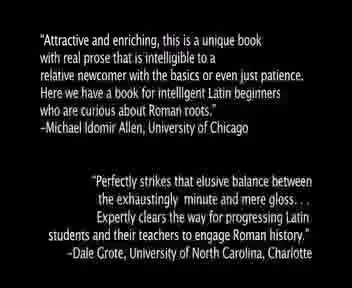 “Attractive and enriching, this is a unique book
with real prose that is intelligible to a
relative newcomer with the basics or even just patience.
Here we have a book for intelligent Latin beginners
who are curious about Roman roots.”
–Michael Idomir Allen, University of Chicago
“Perfectly strikes that elusive balance between
the exhaustingly minute and mere gloss. . .
Expertly clears the way for progressing Latin
students and their teachers to engage Roman history.”
–Dale Grote, University of North Carolina, Charlotte